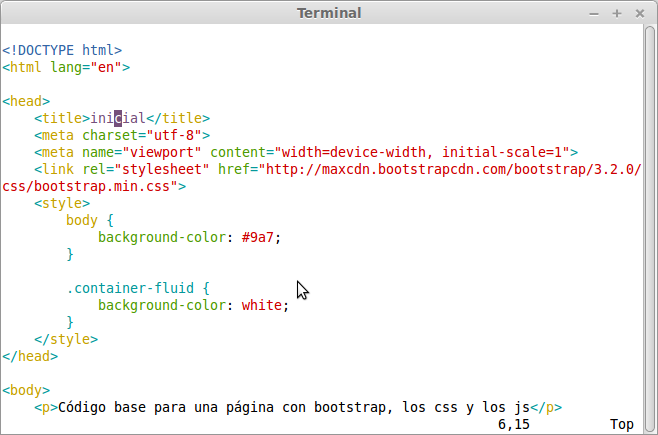 Terminal
<!DOCTYPE html>
<html lang="en">
<head>
    <title>inicial</title>
    <meta charset="utf-8">
    <meta name="viewport" content="width=device-width, initial-scale=1">
    <link rel="stylesheet" href="http://maxcdn.bootstrapcdn.com/bootstrap/3.2.0/
css/bootstrap.min.css">
    <style>
        body {
            background-color: #9a7;
        }
        .container-fluid {
            background-color: white;
        }
    </style>
</head>
<body>
    <p>Código base para una página con bootstrap, los css y los js</p>
6,15 Top